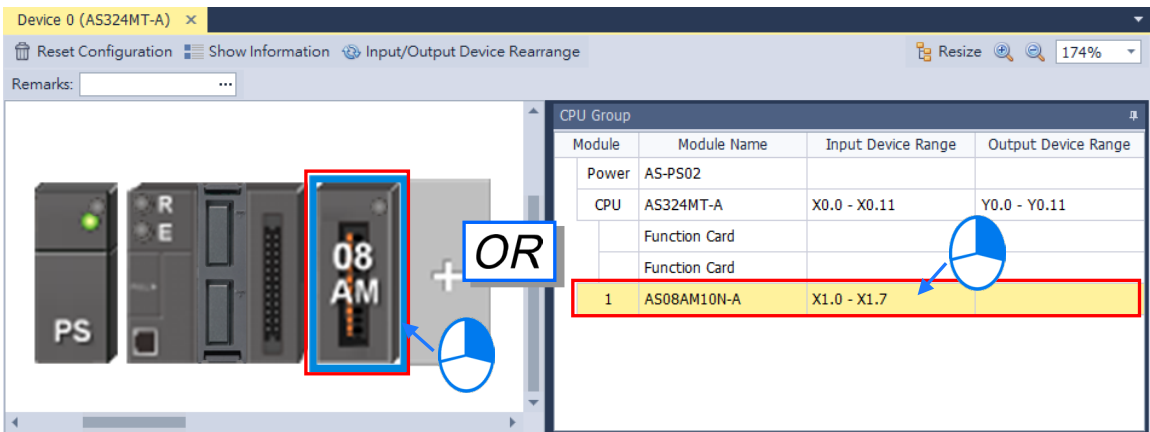 Device 0 (AS324MT-A) ×
Reset Configuration Show Information Input/Output Device Rearrange Resize 174%
Remarks: ...
CPU Group
Module Module Name Input Device Range Output Device Range
Power AS-PS02
CPU AS324MT-A X0.0 - X0.11 Y0.0 - Y0.11
Function Card
Function Card
1 AS08AM10N-A X1.0 - X1.7
R
E
08
AM
PS
+
OR